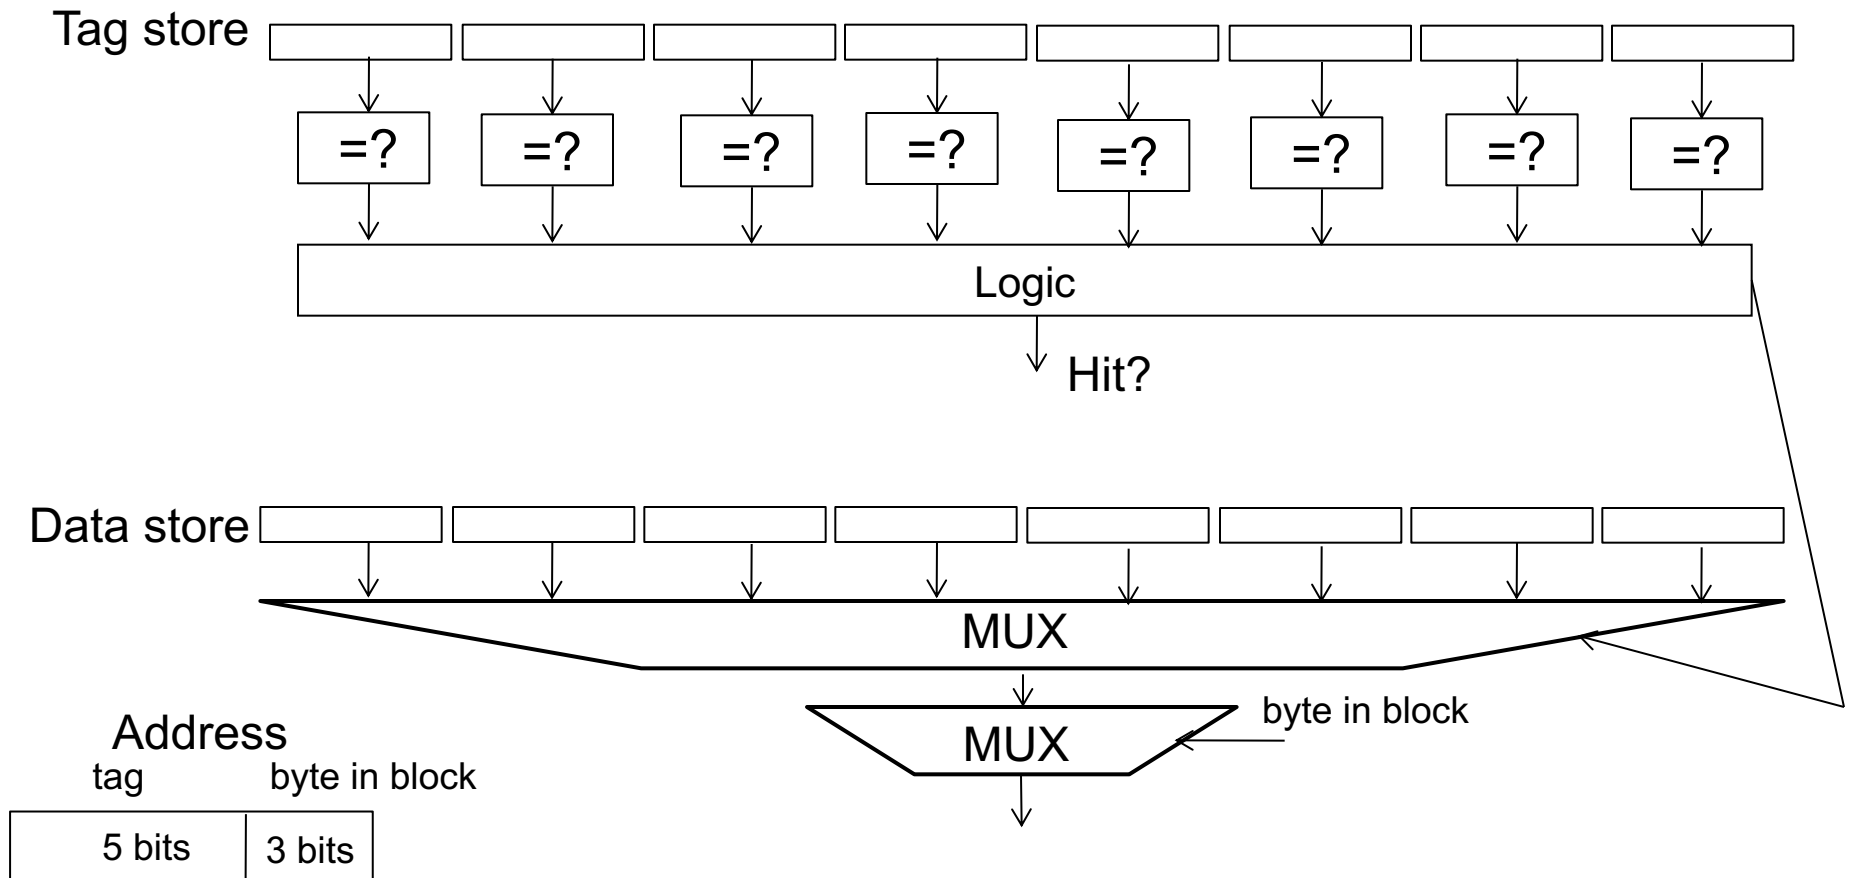 Tag store
=? =? =? =? =? =? =? =?
Logic
Hit?
Data store
MUX
byte in block
MUX
Address
tag byte in block
5 bits 3 bits